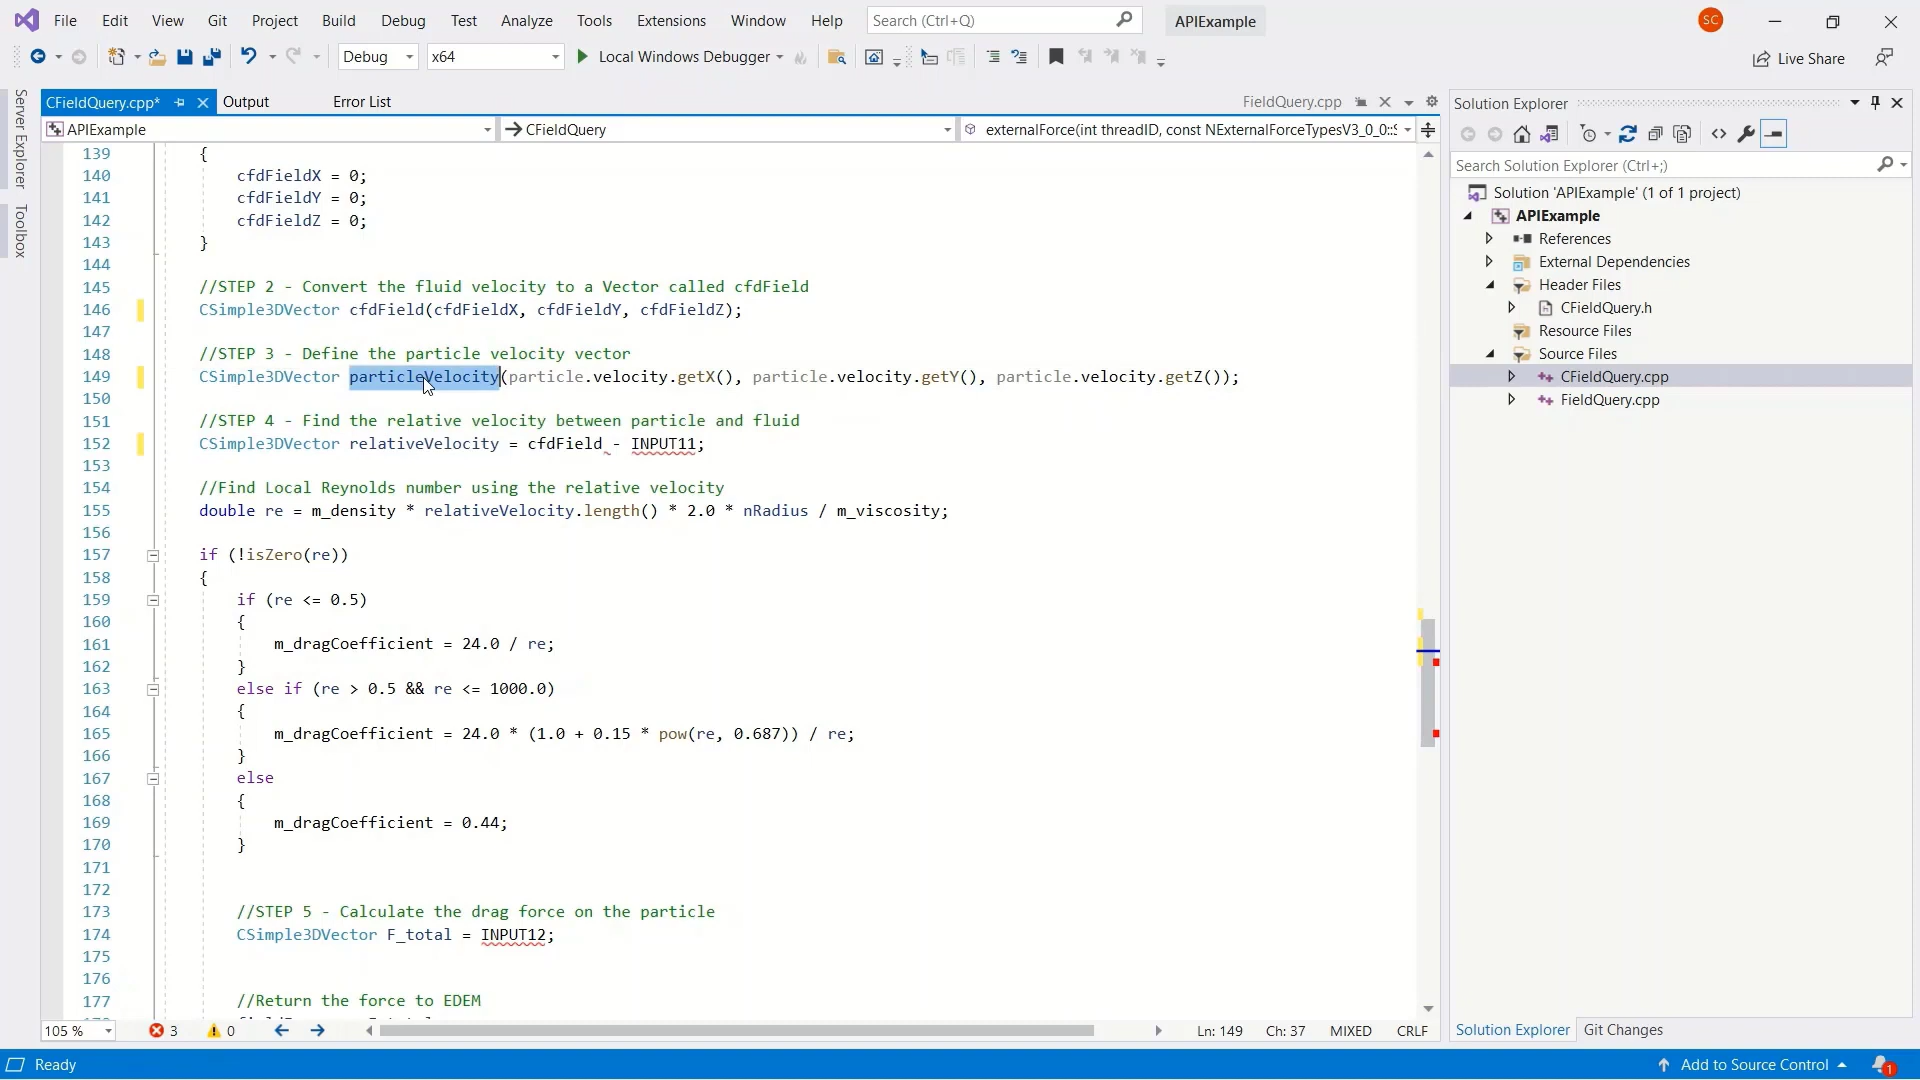 File Edit View Git Project Build Debug Test Analyze Tools Extensions Window Help Search (Ctrl+Q) APIExample SC
Debug x64 Local Windows Debugger Live Share
Server Explorer
Toolbox
CFieldQuery.cpp* Output Error List FieldQuery.cpp
APIExample CFieldQuery externalForce(int threadID, const NExternalForceTypesV3_0_0::S
139 {
140 cfdFieldX = 0;
141 cfdFieldY = 0;
142 cfdFieldZ = 0;
143 }
144
145 //STEP 2 - Convert the fluid velocity to a Vector called cfdField
146 CSimple3DVector cfdField(cfdFieldX, cfdFieldY, cfdFieldZ);
147
148 //STEP 3 - Define the particle velocity vector
149 CSimple3DVector particleVelocity(particle.velocity.getX(), particle.velocity.getY(), particle.velocity.getZ());
150
151 //STEP 4 - Find the relative velocity between particle and fluid
152 CSimple3DVector relativeVelocity = cfdField - INPUT11;
153
154 //Find Local Reynolds number using the relative velocity
155 double re = m_density * relativeVelocity.length() * 2.0 * nRadius / m_viscosity;
156
157 if (!isZero(re))
158 {
159 if (re <= 0.5)
160 {
161 m_dragCoefficient = 24.0 / re;
162 }
163 else if (re > 0.5 && re <= 1000.0)
164 {
165 m_dragCoefficient = 24.0 * (1.0 + 0.15 * pow(re, 0.687)) / re;
166 }
167 else
168 {
169 m_dragCoefficient = 0.44;
170 }
171
172
173 //STEP 5 - Calculate the drag force on the particle
174 CSimple3DVector F_total = INPUT12;
175
176
177 //Return the force to EDEM
105 % 3 0 Ln: 149 Ch: 37 MIXED CRLF
Solution Explorer
Search Solution Explorer (Ctrl+;)
Solution 'APIExample' (1 of 1 project)
APIExample
References
External Dependencies
Header Files
CFieldQuery.h
Resource Files
Source Files
CFieldQuery.cpp
FieldQuery.cpp
Solution Explorer Git Changes
Ready Add to Source Control 1